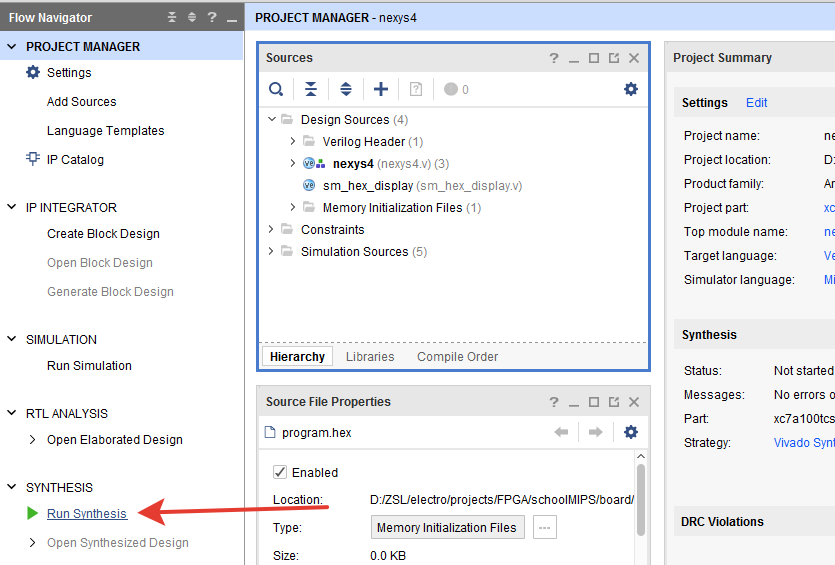 Flow Navigator
PROJECT MANAGER
Settings
Add Sources
Language Templates
IP Catalog
IP INTEGRATOR
Create Block Design
Open Block Design
Generate Block Design
SIMULATION
Run Simulation
RTL ANALYSIS
Open Elaborated Design
SYNTHESIS
Run Synthesis
Open Synthesized Design
PROJECT MANAGER - nexys4
Sources
0
Design Sources (4)
Verilog Header (1)
nexys4 (nexys4.v) (3)
sm_hex_display (sm_hex_display.v)
Memory Initialization Files (1)
Constraints
Simulation Sources (5)
Hierarchy Libraries Compile Order
Source File Properties
program.hex
Enabled
Location: D:/ZSL/electro/projects/FPGA/schoolMIPS/board/
Type: Memory Initialization Files
Size: 0.0 KB
Project Summary
Settings Edit
Project name: ne
Project location: D:
Product family: Ar
Project part: xc
Top module name: ne
Target language: Ve
Simulator language: Mi
Synthesis
Status: Not started
Messages: No errors o
Part: xc7a100tcs
Strategy: Vivado Synt
DRC Violations